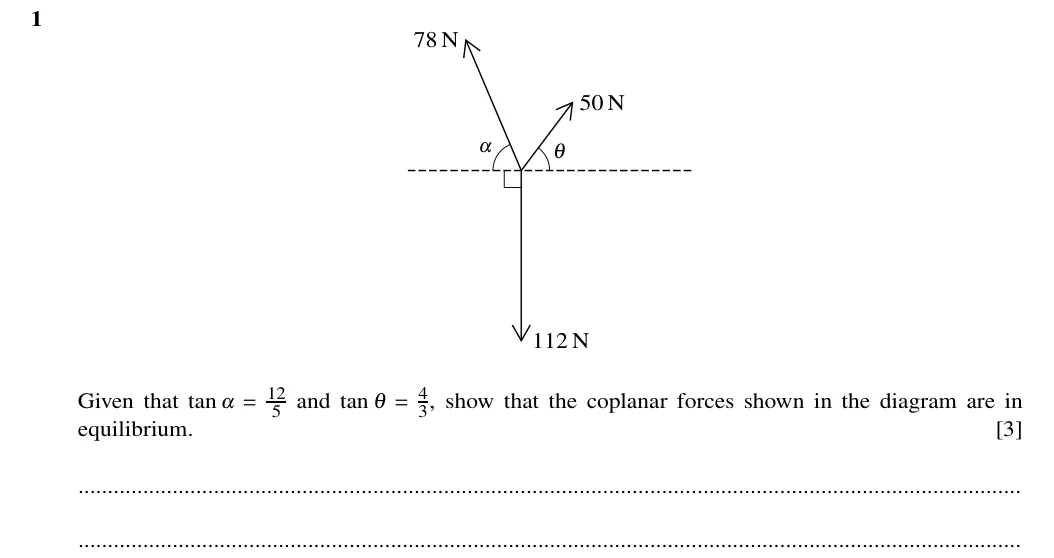 1
78 N
50 N
α
θ
112 N
Given that tan α = 12/5 and tan θ = 4/3, show that the coplanar forces shown in the diagram are in
equilibrium. [3]